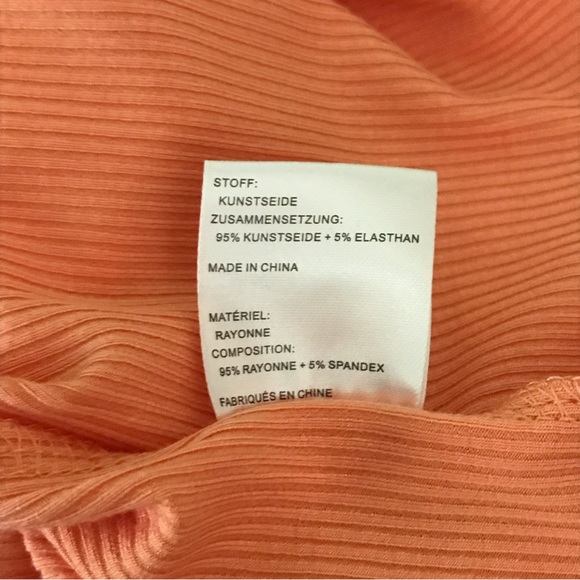 STOFF:
KUNSTSEIDE
ZUSAMMENSETZUNG:
95% KUNSTSEIDE + 5% ELASTHAN
MADE IN CHINA
MATÉRIEL:
RAYONNE
COMPOSITION:
95% RAYONNE + 5% SPANDEX
FABRIQUÉS EN CHINE